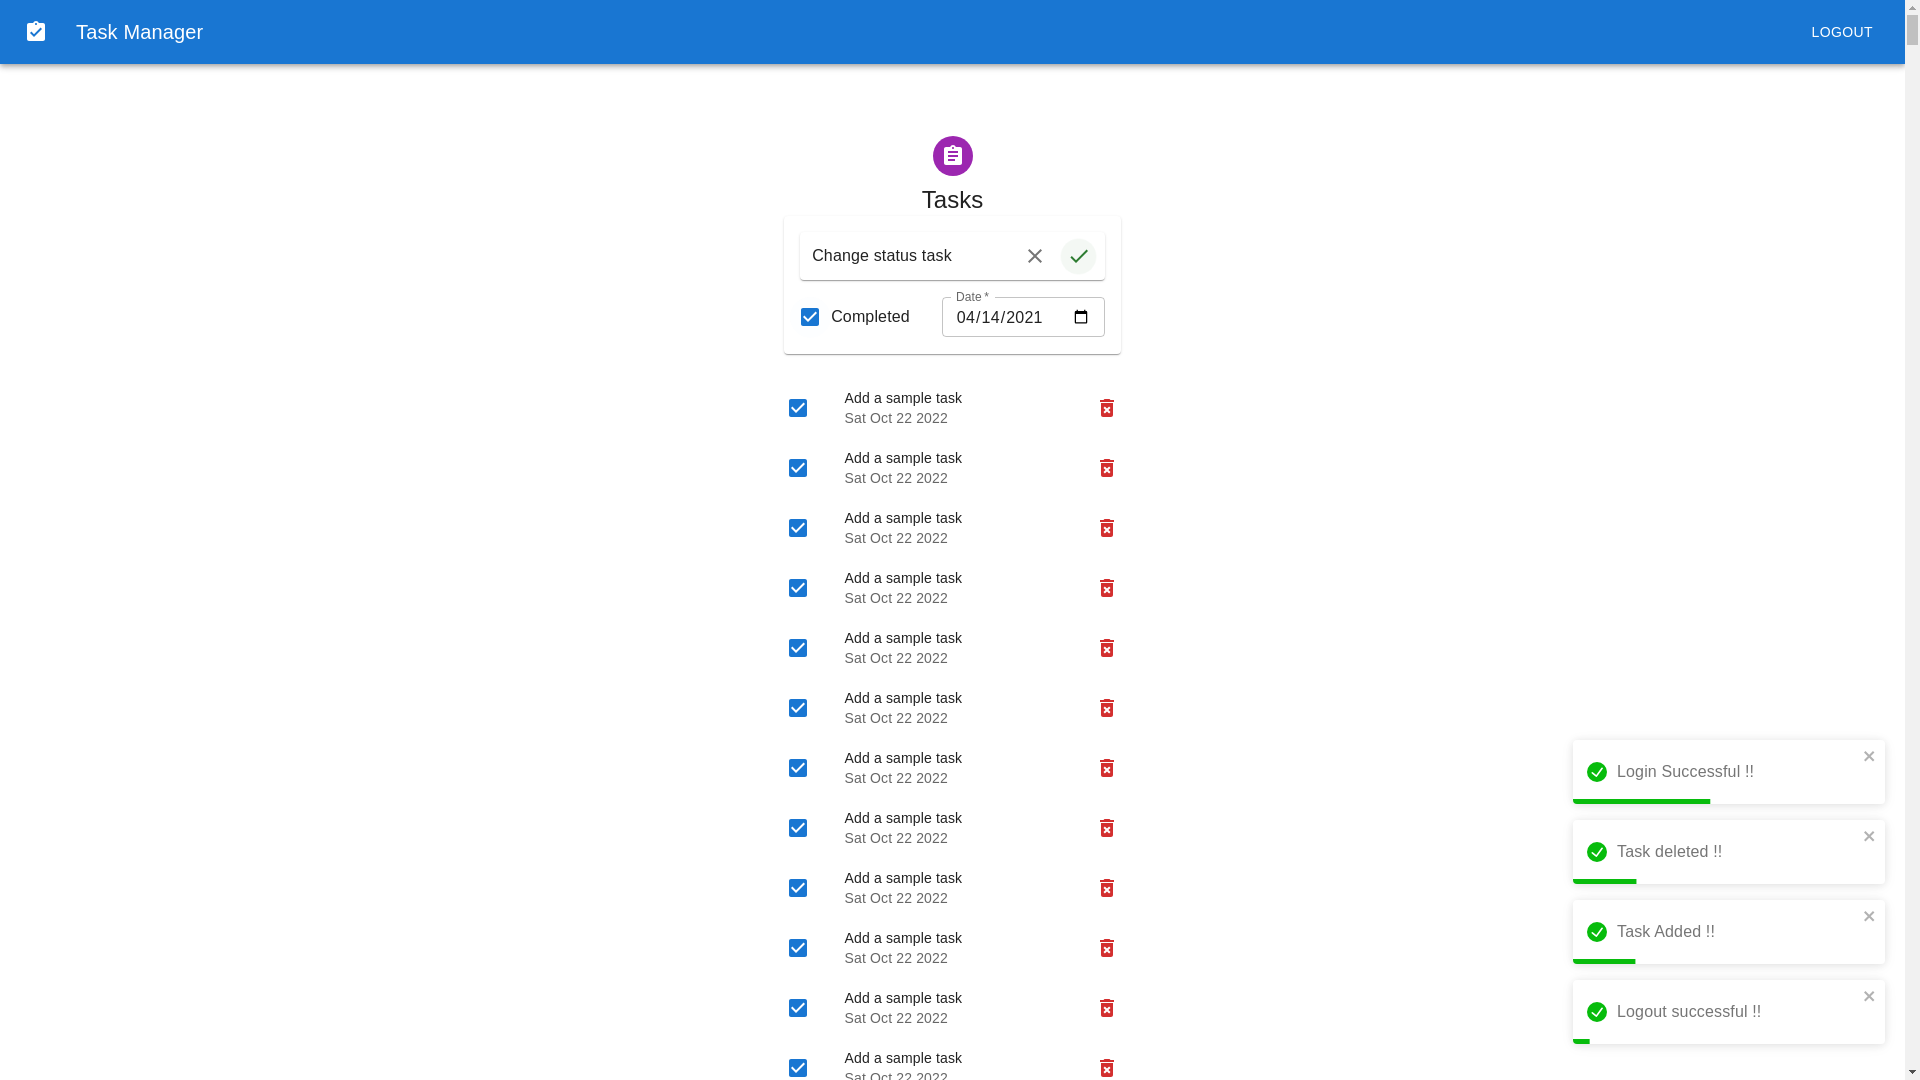 Task Manager
LOGOUT
Tasks
Change status task
Completed
Date *
04/14/2021
Add a sample task
Sat Oct 22 2022
Add a sample task
Sat Oct 22 2022
Add a sample task
Sat Oct 22 2022
Add a sample task
Sat Oct 22 2022
Add a sample task
Sat Oct 22 2022
Add a sample task
Sat Oct 22 2022
Add a sample task
Sat Oct 22 2022
Add a sample task
Sat Oct 22 2022
Add a sample task
Sat Oct 22 2022
Add a sample task
Sat Oct 22 2022
Add a sample task
Sat Oct 22 2022
Add a sample task
Sat Oct 22 2022
Login Successful !!
Task deleted !!
Task Added !!
Logout successful !!